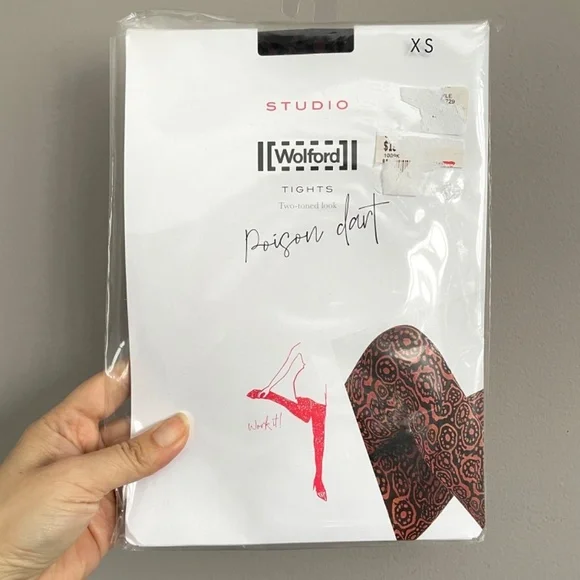 XS
STUDIO
Wolford
TIGHTS
Two-toned look
poison dart
Work it!